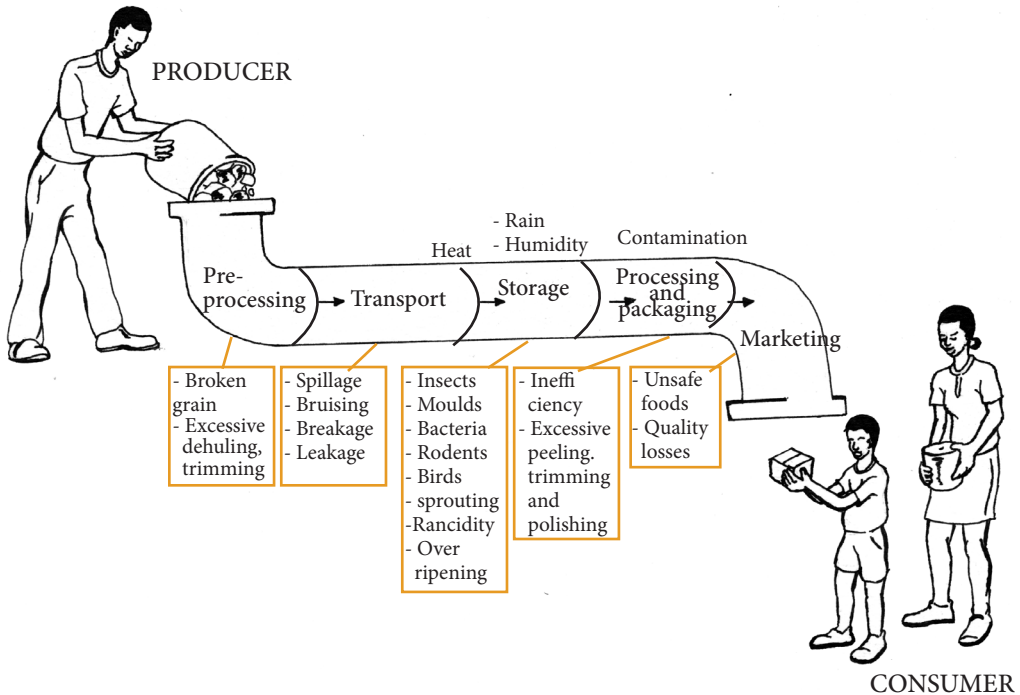 PRODUCER
- Rain
- Humidity
Heat
Contamination
Pre-
processing
Transport
Storage
Processing
and
packaging
Marketing
- Broken
grain
- Excessive
dehuling,
trimming
- Spillage
- Bruising
- Breakage
- Leakage
- Insects
- Moulds
- Bacteria
- Rodents
- Birds
- sprouting
-Rancidity
- Over
ripening
- Ineffi
ciency
- Excessive
peeling.
trimming
and
polishing
- Unsafe
foods
- Quality
losses
CONSUMER